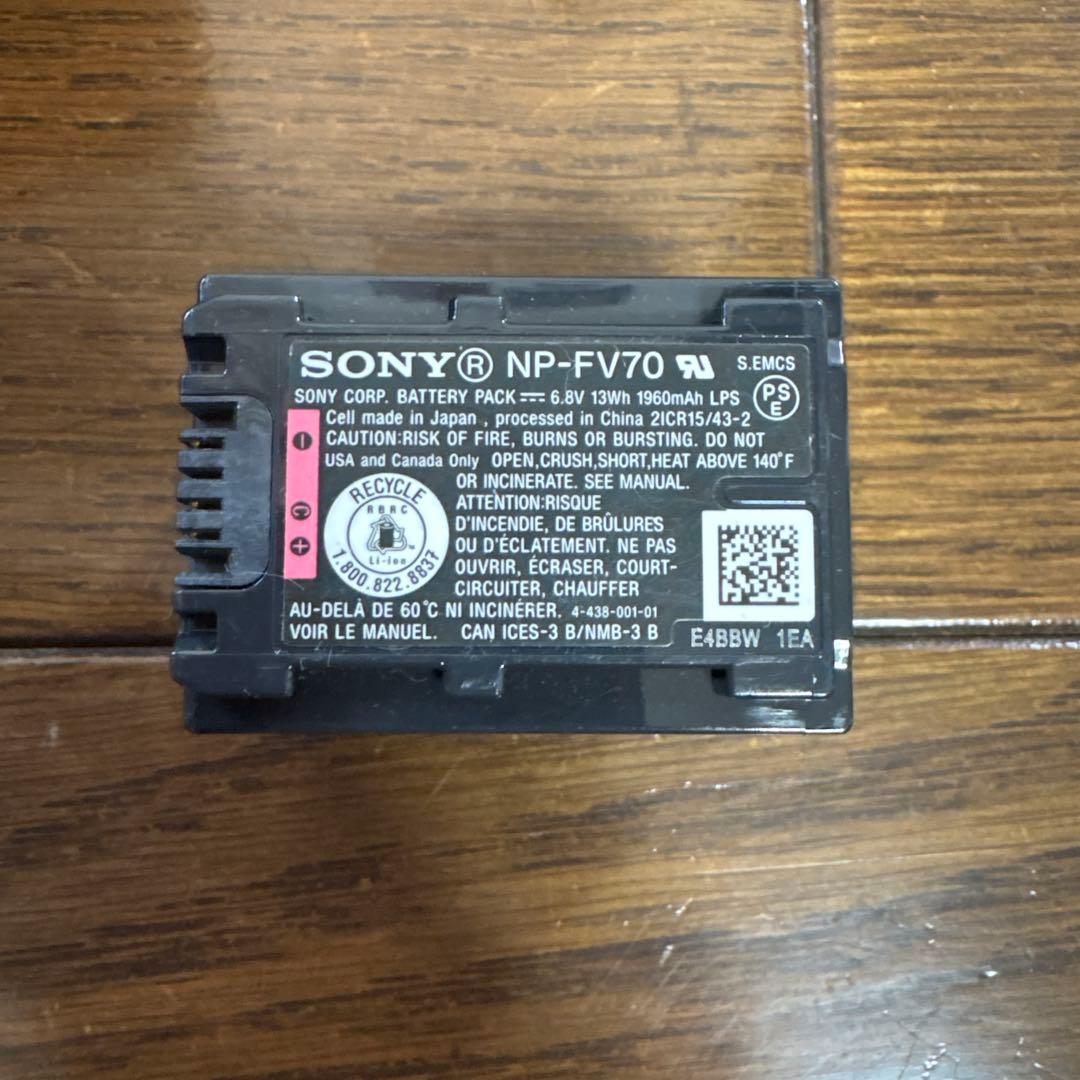 SONY® NP-FV70 S.EMCS
SONY CORP. BATTERY PACK 6.8V 13Wh 1960mAh LPS
PS E
Cell made in Japan , processed in China 2ICR15/43-2
CAUTION:RISK OF FIRE, BURNS OR BURSTING. DO NOT
USA and Canada Only OPEN,CRUSH,SHORT,HEAT ABOVE 140°F
OR INCINERATE. SEE MANUAL.
ATTENTION:RISQUE
D'INCENDIE, DE BRÛLURES
OU D'ÉCLATEMENT. NE PAS
OUVRIR, ÉCRASER, COURT-
CIRCUITER, CHAUFFER
AU-DELÀ DE 60°C NI INCINÉRER. 4-438-001-01
VOIR LE MANUEL. CAN ICES-3 B/NMB-3 B
− C +
RECYCLE
RBRC
Li-ion
1.800.822.8837
E4BBW 1EA